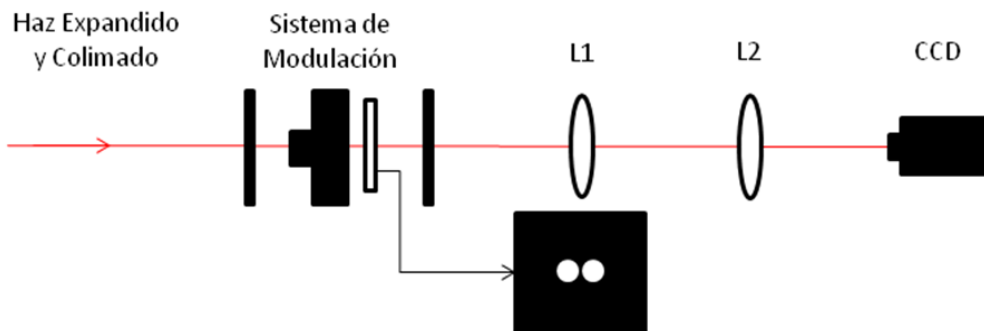 Haz Expandido
y Colimado
Sistema de
Modulación
L1
L2
CCD